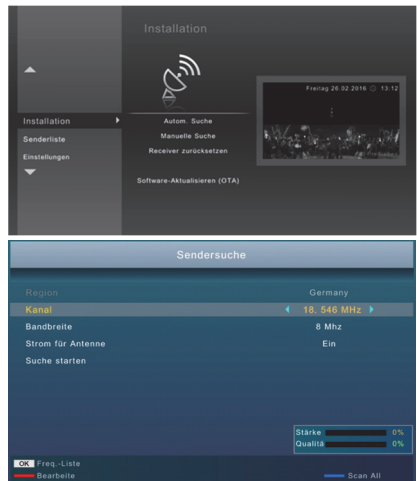 Installation
Freitag 26.02.2016 13:12
Installation
Senderliste
Einstellungen
Autom. Suche
Manuelle Suche
Receiver zurücksetzen
Software-Aktualisieren (OTA)
Sendersuche
Region Germany
Kanal 18. 546 MHz
Bandbreite 8 Mhz
Strom für Antenne Ein
Suche starten
Stärke 0%
Qualitä 0%
OK Freq.-Liste
Bearbeite Scan All